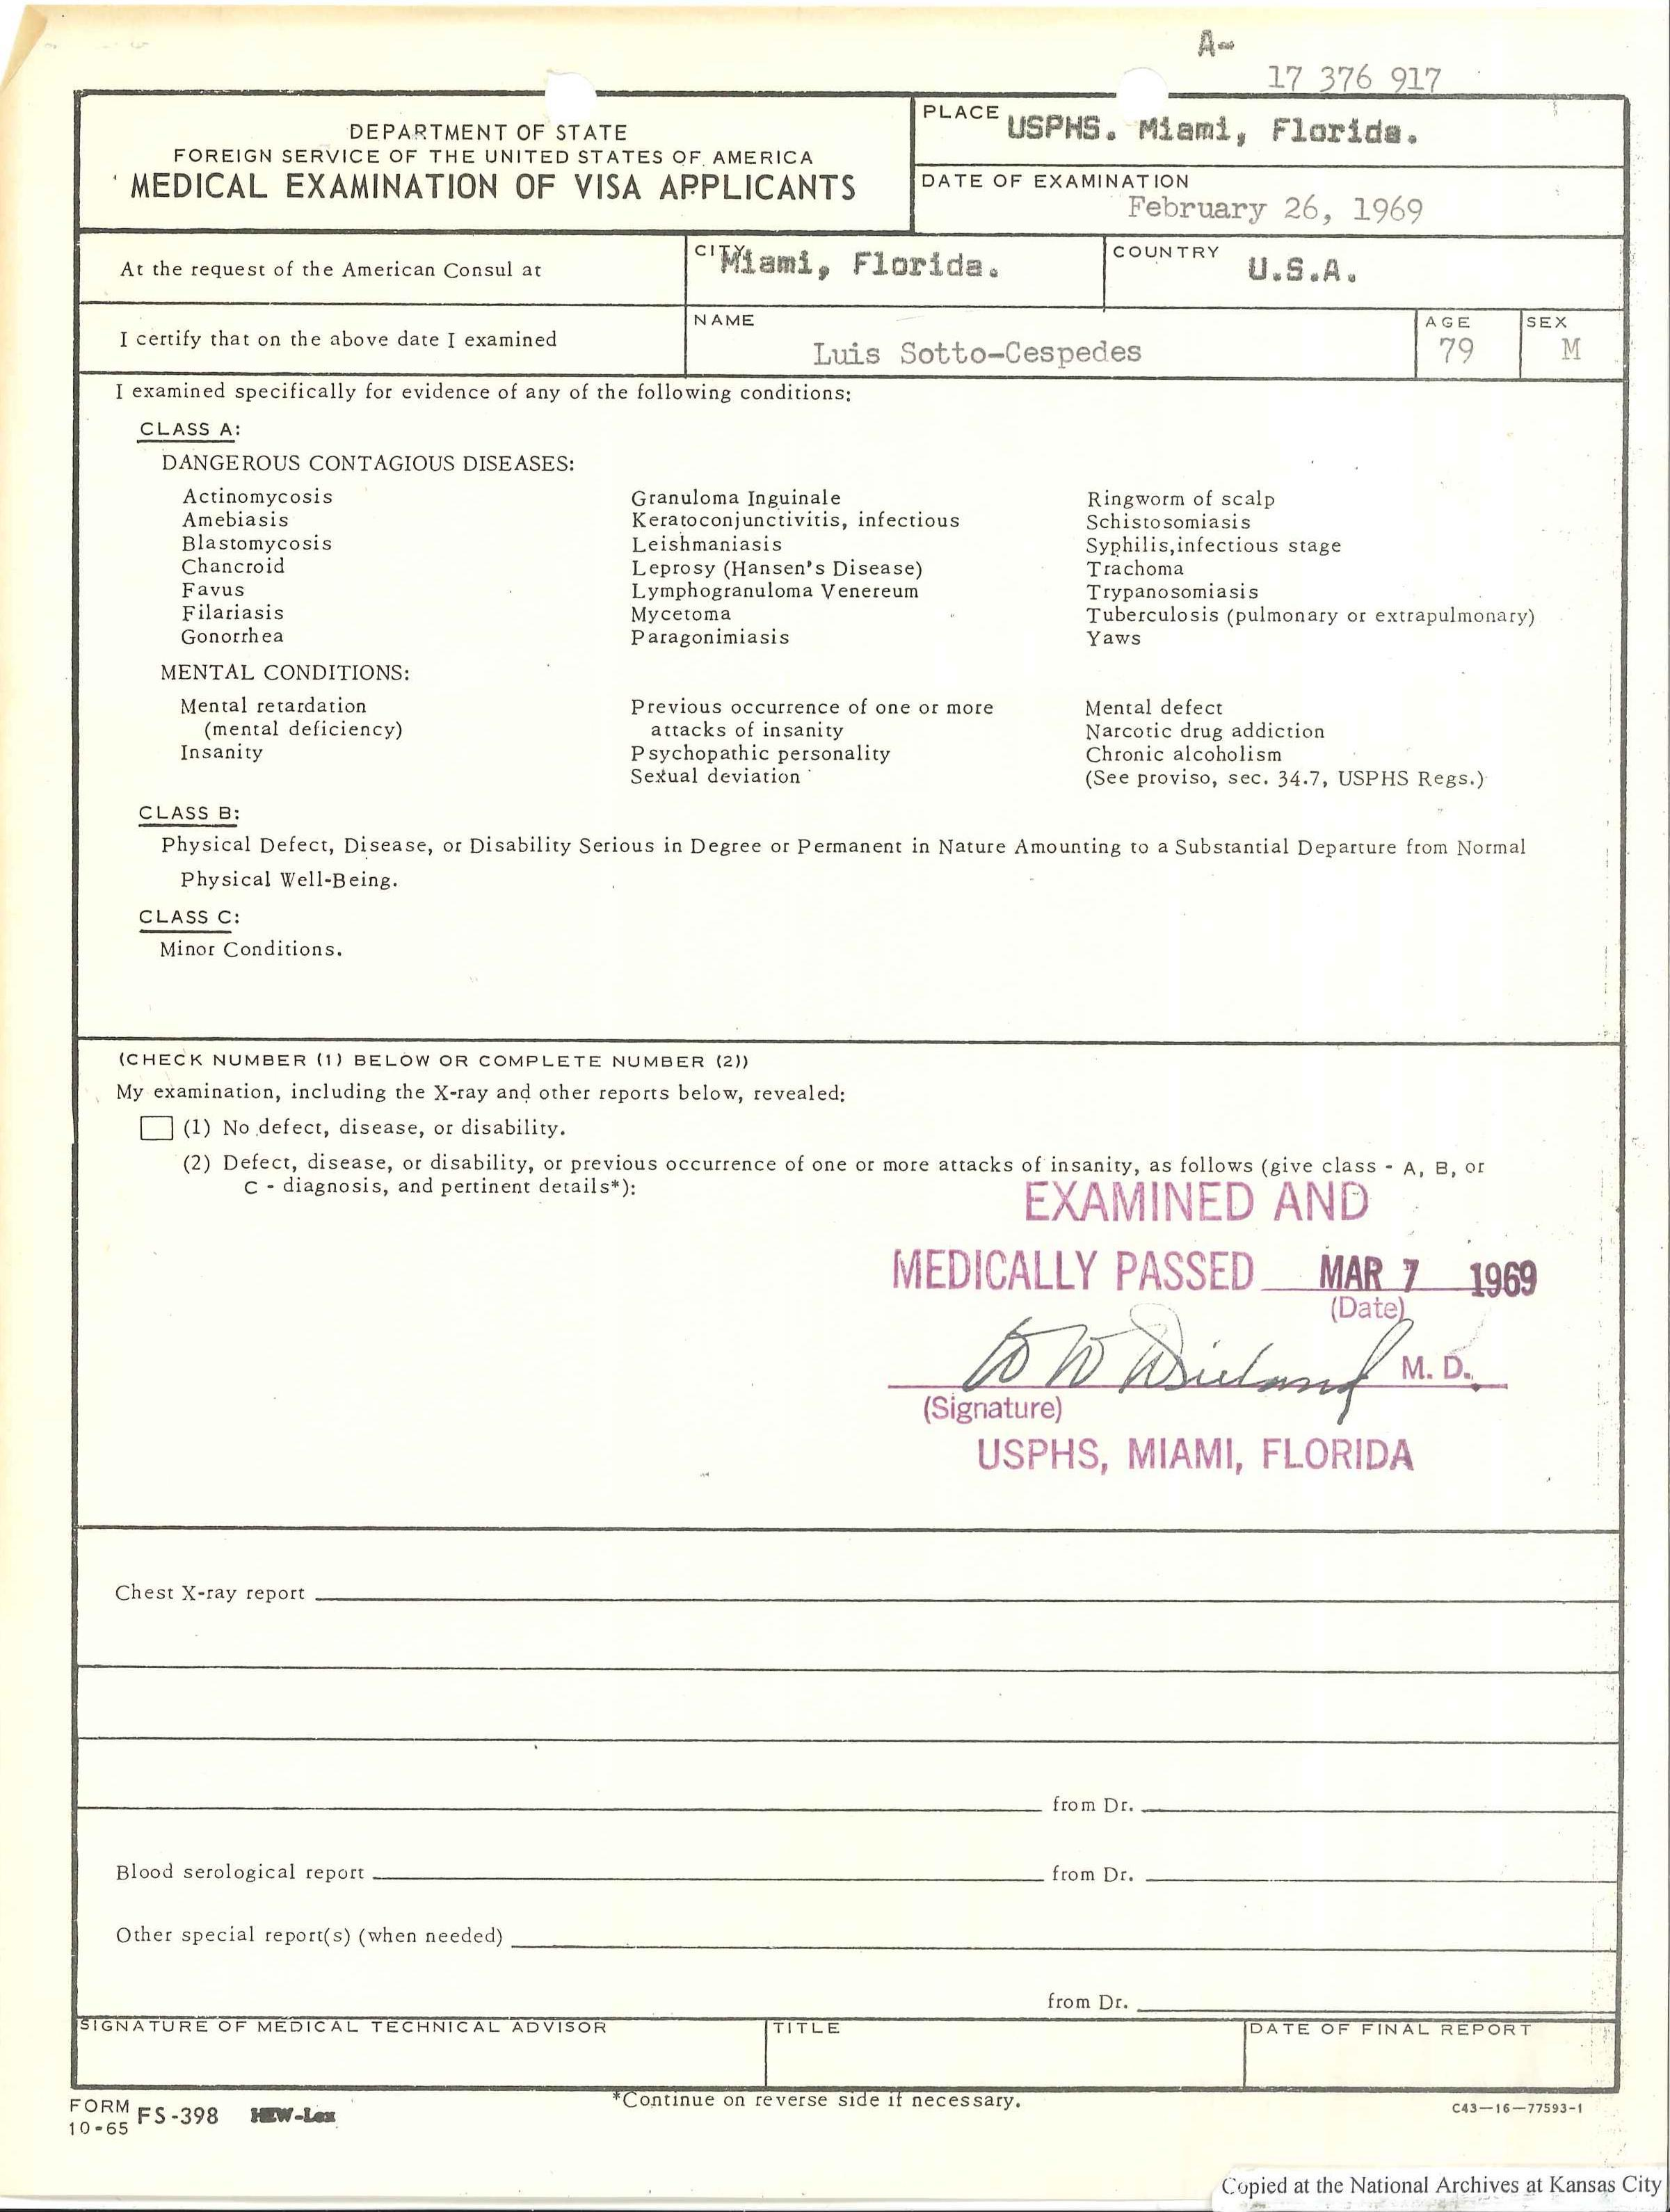 A-
17 376 917
DEPARTMENT OF STATE
FOREIGN SERVICE OF THE UNITED STATES OF AMERICA
MEDICAL EXAMINATION OF VISA APPLICANTS
PLACE USPHS. Miami, Florida.
DATE OF EXAMINATION
February 26, 1969
At the request of the American Consul at
CITY Miami, Florida.
COUNTRY U.S.A.
I certify that on the above date I examined
NAME
Luis Sotto-Cespedes
AGE
79
SEX
M
I examined specifically for evidence of any of the following conditions:
CLASS A:
DANGEROUS CONTAGIOUS DISEASES:
Actinomycosis
Amebiasis
Blastomycosis
Chancroid
Favus
Filariasis
Gonorrhea
Granuloma Inguinale
Keratoconjunctivitis, infectious
Leishmaniasis
Leprosy (Hansen's Disease)
Lymphogranuloma Venereum
Mycetoma
Paragonimiasis
Ringworm of scalp
Schistosomiasis
Syphilis, infectious stage
Trachoma
Trypanosomiasis
Tuberculosis (pulmonary or extrapulmonary)
Yaws
MENTAL CONDITIONS:
Mental retardation
(mental deficiency)
Insanity
Previous occurrence of one or more
attacks of insanity
Psychopathic personality
Sexual deviation
Mental defect
Narcotic drug addiction
Chronic alcoholism
(See proviso, sec. 34.7, USPHS Regs.)
CLASS B:
Physical Defect, Disease, or Disability Serious in Degree or Permanent in Nature Amounting to a Substantial Departure from Normal
Physical Well-Being.
CLASS C:
Minor Conditions.
(CHECK NUMBER (1) BELOW OR COMPLETE NUMBER (2))
My examination, including the X-ray and other reports below, revealed:
(1) No defect, disease, or disability.
(2) Defect, disease, or disability, or previous occurrence of one or more attacks of insanity, as follows (give class - A, B, or
C - diagnosis, and pertinent details*):
EXAMINED AND
MEDICALLY PASSED MAR 7 1969
(Date)
M. D.
(Signature)
USPHS, MIAMI, FLORIDA
Chest X-ray report
from Dr.
Blood serological report from Dr.
Other special report(s) (when needed)
from Dr.
SIGNATURE OF MEDICAL TECHNICAL ADVISOR
TITLE
DATE OF FINAL REPORT
*Continue on reverse side if necessary.
FORM
10-65 FS-398 HEW-Lex
C43-16-77593-1
Copied at the National Archives at Kansas City